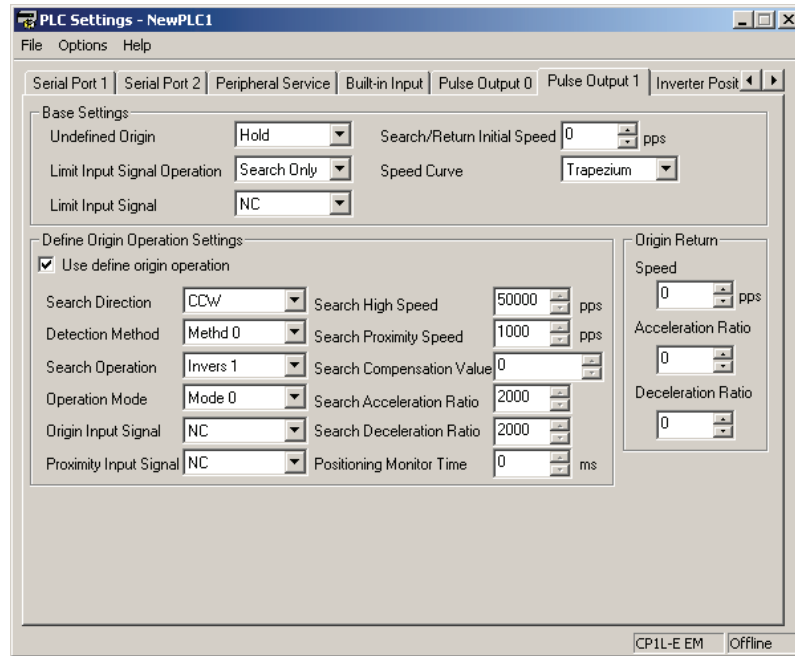 PLC Settings - NewPLC1
File Options Help
Serial Port 1 Serial Port 2 Peripheral Service Built-in Input Pulse Output 0 Pulse Output 1 Inverter Posit
Base Settings
Undefined Origin Hold Search/Return Initial Speed 0 pps
Limit Input Signal Operation Search Only Speed Curve Trapezium
Limit Input Signal NC
Define Origin Operation Settings
Use define origin operation
Search Direction CCW Search High Speed 50000 pps
Detection Method Methd 0 Search Proximity Speed 1000 pps
Search Operation Invers 1 Search Compensation Value 0
Operation Mode Mode 0 Search Acceleration Ratio 2000
Origin Input Signal NC Search Deceleration Ratio 2000
Proximity Input Signal NC Positioning Monitor Time 0 ms
Origin Return
Speed
0 pps
Acceleration Ratio
0
Deceleration Ratio
0
CP1L-E EM Offline